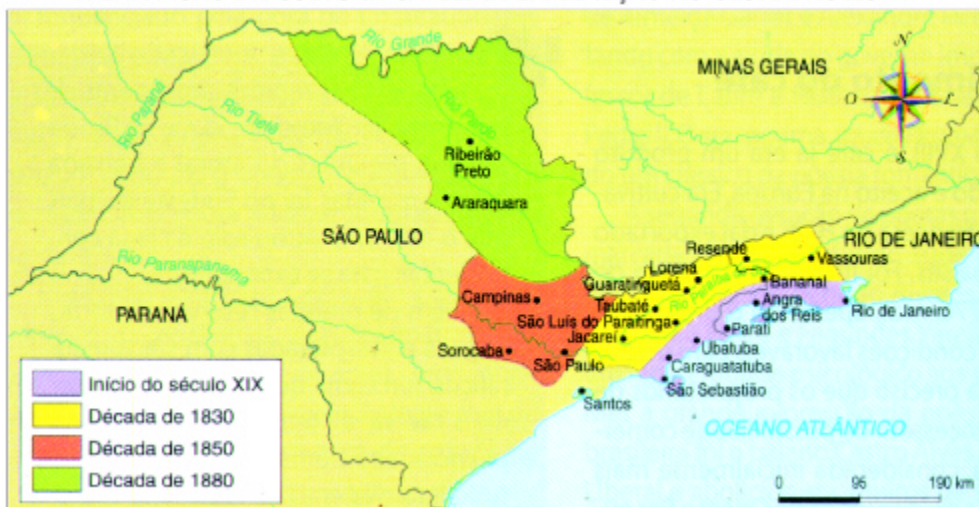 Rio Grande
MINAS GERAIS
N
O
L
S
Rio Paraná
Rio Tietê
Rio Pardo
Ribeirão
Preto
Araraquara
SÃO PAULO
RIO DE JANEIRO
Resende
Vassouras
Rio Paranapanema
Lorena
Guaratinguetá
Rio Paraíba
Bananal
Campinas
Taubaté
Angra
dos Reis
Rio de Janeiro
PARANÁ
São Luís do Paraitinga
Parati
Jacareí
Ubatuba
Sorocaba
São Paulo
Caraguatatuba
São Sebastião
Santos
OCEANO ATLÂNTICO
Início do século XIX
Década de 1830
Década de 1850
Década de 1880
0
95
190 km